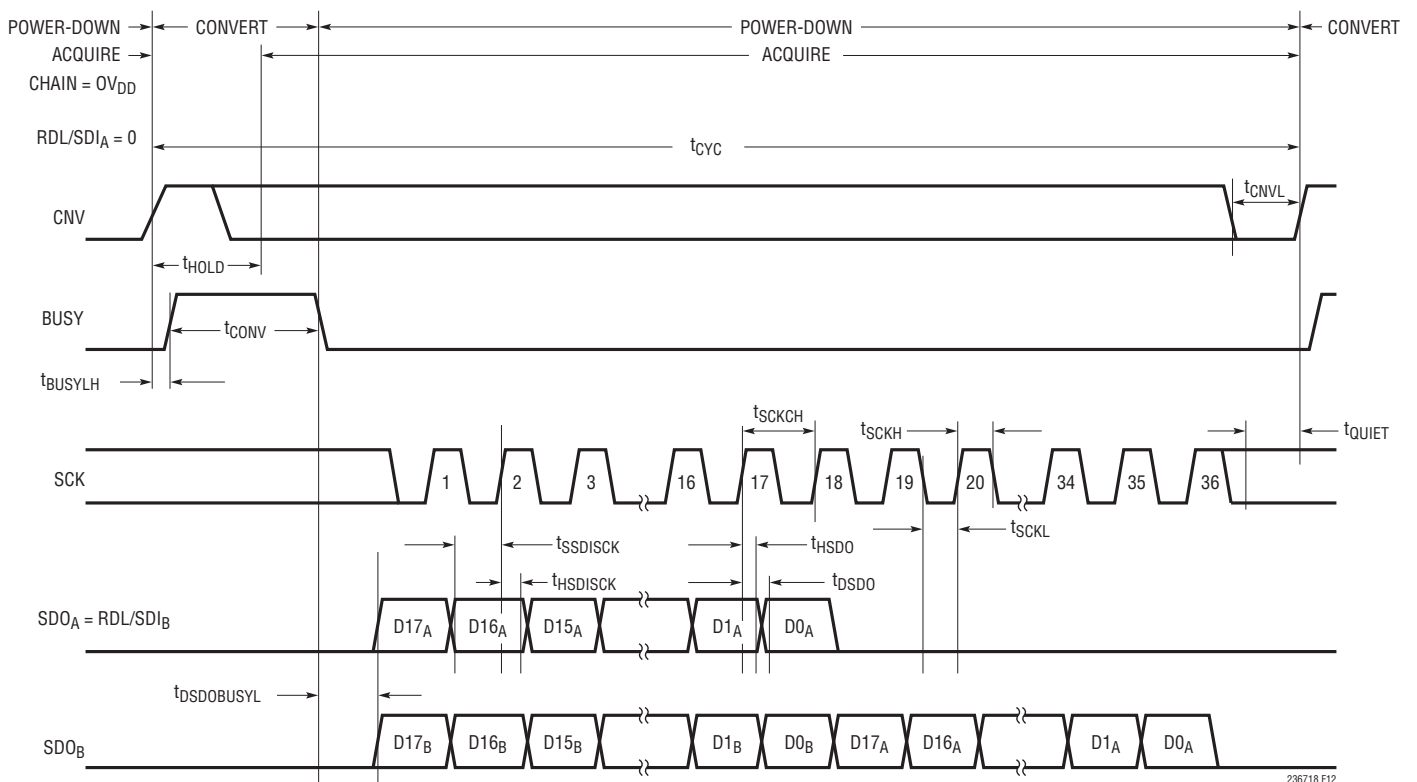 POWER-DOWN CONVERT POWER-DOWN CONVERT
ACQUIRE ACQUIRE
CHAIN = OVDD
RDL/SDIA = 0
tCYC
CNV
tCNVL
tHOLD
BUSY
tCONV
tBUSYLH
tSCKCH
tSCKH
tQUIET
SCK
1 2 3 16 17 18 19 20 34 35 36
tSSDISCK
tHSDO
tSCKL
tHSDISCK
tDSDO
SDOA = RDL/SDIB
D17A D16A D15A D1A D0A
tDSDOBUSYL
SDOB
D17B D16B D15B D1B D0B D17A D16A D1A D0A
236718 F12